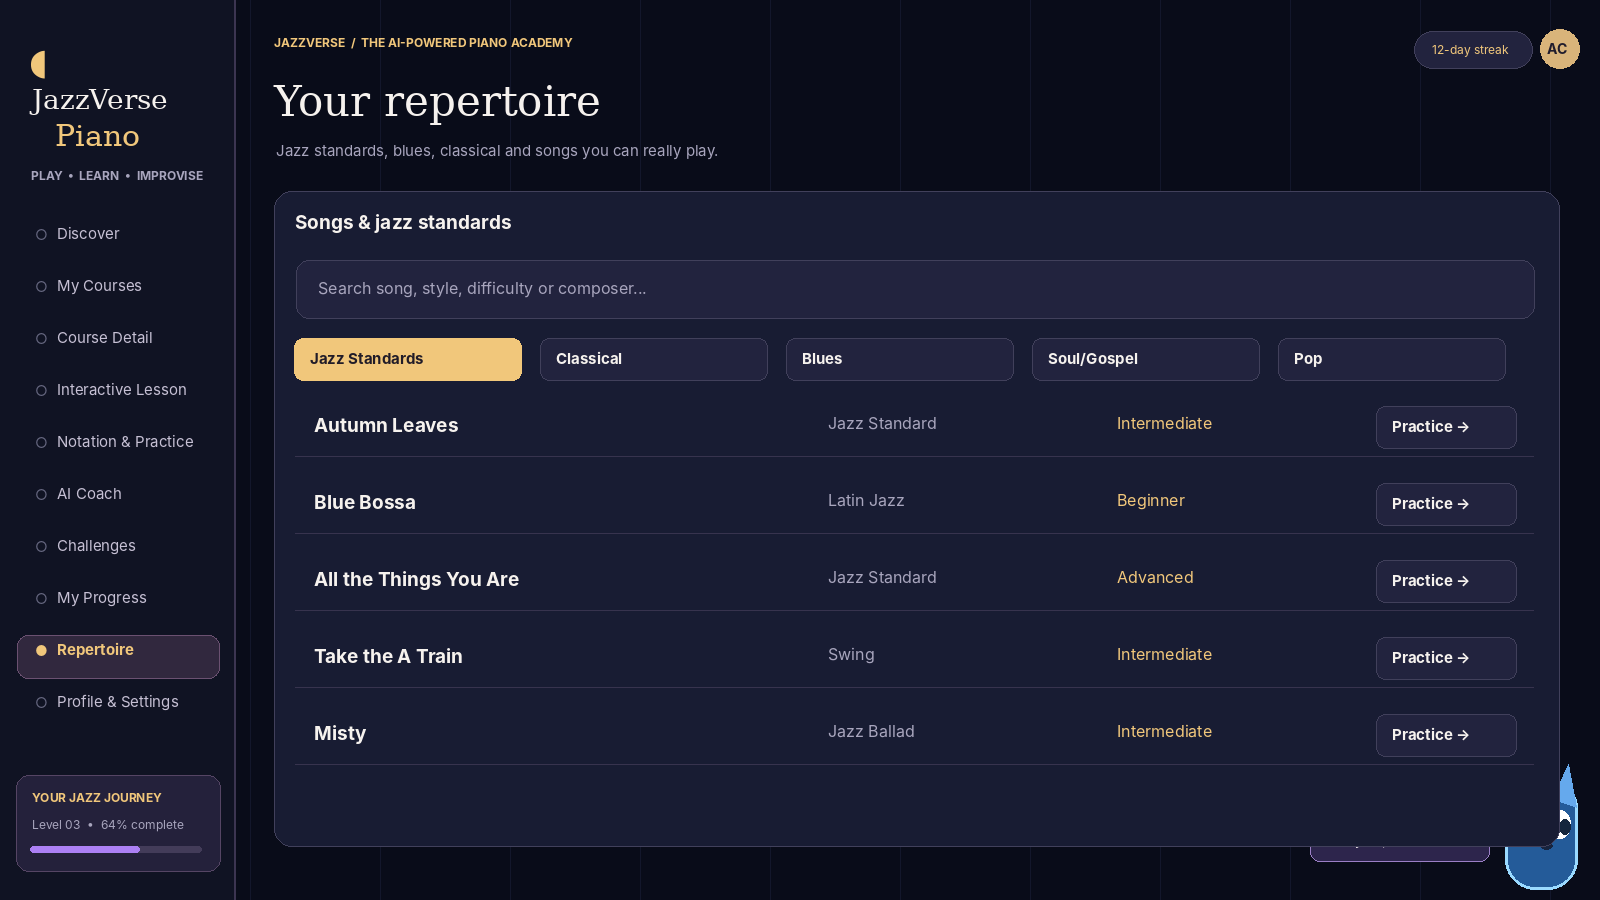 JazzVerse
Piano
PLAY • LEARN • IMPROVISE
Discover
My Courses
Course Detail
Interactive Lesson
Notation & Practice
AI Coach
Challenges
My Progress
Repertoire
Profile & Settings
YOUR JAZZ JOURNEY
Level 03 • 64% complete
JAZZVERSE / THE AI-POWERED PIANO ACADEMY
12-day streak
AC
Your repertoire
Jazz standards, blues, classical and songs you can really play.
Songs & jazz standards
Search song, style, difficulty or composer...
Jazz Standards Classical Blues Soul/Gospel Pop
Autumn Leaves Jazz Standard Intermediate Practice →
Blue Bossa Latin Jazz Beginner Practice →
All the Things You Are Jazz Standard Advanced Practice →
Take the A Train Swing Intermediate Practice →
Misty Jazz Ballad Intermediate Practice →